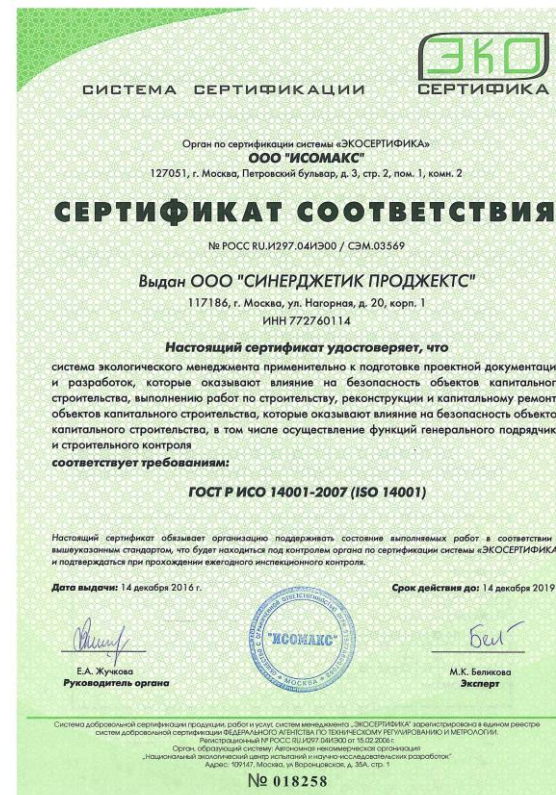 ЭКО
СИСТЕМА СЕРТИФИКАЦИИ
СЕРТИФИКА
Орган по сертификации системы «ЭКОСЕРТИФИКА»
ООО "ИСОМАКС"
127051, г. Москва, Петровский бульвар, д. 3, стр. 2, пом. 1, комн. 2
СЕРТИФИКАТ СООТВЕТСТВИЯ
№ РОСС RU.И297.04ИЭ00 / СЭМ.03569
Выдан ООО "СИНЕРДЖЕТИК ПРОДЖЕКТС"
117186, г. Москва, ул. Нагорная, д. 20, корп. 1
ИНН 772760114
Настоящий сертификат удостоверяет, что
система экологического менеджмента применительно к подготовке проектной документаци
и разработок, которые оказывают влияние на безопасность объектов капитальног
строительства, выполнению работ по строительству, реконструкции и капитальному ремонт
объектов капитального строительства, которые оказывают влияние на безопасность объекто
капитального строительства, в том числе осуществление функций генерального подрядчик
и строительного контроля
соответствует требованиям:
ГОСТ Р ИСО 14001-2007 (ISO 14001)
Настоящий сертификат обязывает организацию поддерживать состояние выполняемых работ в соответствии
вышеуказанным стандартом, что будет находиться под контролем органа по сертификации системы «ЭКОСЕРТИФИКА
и подтверждаться при прохождении ежегодного инспекционного контроля.
Дата выдачи: 14 декабря 2016 г.
Срок действия до: 14 декабря 2019
"ИСОМАКС"
МОСКВА
Е.А. Жучкова
Руководитель органа
М.К. Беликова
Эксперт
Система добровольной сертификации продукции, работ и услуг, систем менеджмента „ЭКОСЕРТИФИКА" зарегистрирована в едином реестре
систем добровольной сертификации ФЕДЕРАЛЬНОГО АГЕНТСТВА ПО ТЕХНИЧЕСКОМУ РЕГУЛИРОВАНИЮ И МЕТРОЛОГИИ.
Регистрационный № РОСС RU.И297.04ИЭ00 от 15.02.2006 г.
Орган, образующий систему: Автономная некоммерческая организация
„Национальный экологический центр испытаний и научно-исследовательских разработок"
Адрес: 109147, Москва, ул Воронцовская, д. 35А, стр. 1
№ 018258